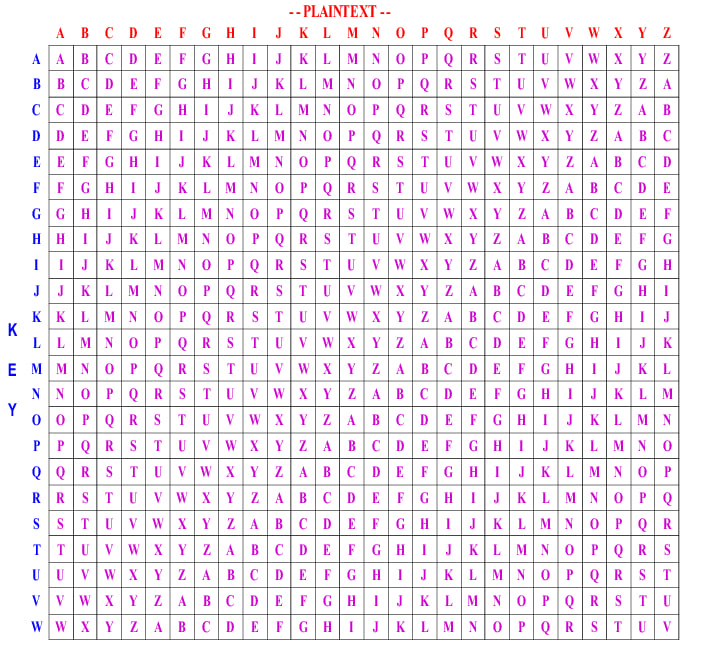 --PLAINTEXT--
A B C D E F G H I J K L M N O P Q R S T U V W X Y Z
A A B C D E F G H I J K L M N O P Q R S T U V W X Y Z
B B C D E F G H I J K L M N O P Q R S T U V W X Y Z A
C C D E F G H I J K L M N O P Q R S T U V W X Y Z A B
D D E F G H I J K L M N O P Q R S T U V W X Y Z A B C
E E F G H I J K L M N O P Q R S T U V W X Y Z A B C D
F F G H I J K L M N O P Q R S T U V W X Y Z A B C D E
G G H I J K L M N O P Q R S T U V W X Y Z A B C D E F
H H I J K L M N O P Q R S T U V W X Y Z A B C D E F G
I I J K L M N O P Q R S T U V W X Y Z A B C D E F G H
J J K L M N O P Q R S T U V W X Y Z A B C D E F G H I
K K K L M N O P Q R S T U V W X Y Z A B C D E F G H I J
L L M N O P Q R S T U V W X Y Z A B C D E F G H I J K
E M M N O P Q R S T U V W X Y Z A B C D E F G H I J K L
N N O P Q R S T U V W X Y Z A B C D E F G H I J K L M
Y O O P Q R S T U V W X Y Z A B C D E F G H I J K L M N
P P Q R S T U V W X Y Z A B C D E F G H I J K L M N O
Q Q R S T U V W X Y Z A B C D E F G H I J K L M N O P
R R S T U V W X Y Z A B C D E F G H I J K L M N O P Q
S S T U V W X Y Z A B C D E F G H I J K L M N O P Q R
T T U V W X Y Z A B C D E F G H I J K L M N O P Q R S
U U V W X Y Z A B C D E F G H I J K L M N O P Q R S T
V V W X Y Z A B C D E F G H I J K L M N O P Q R S T U
W W X Y Z A B C D E F G H I J K L M N O P Q R S T U V